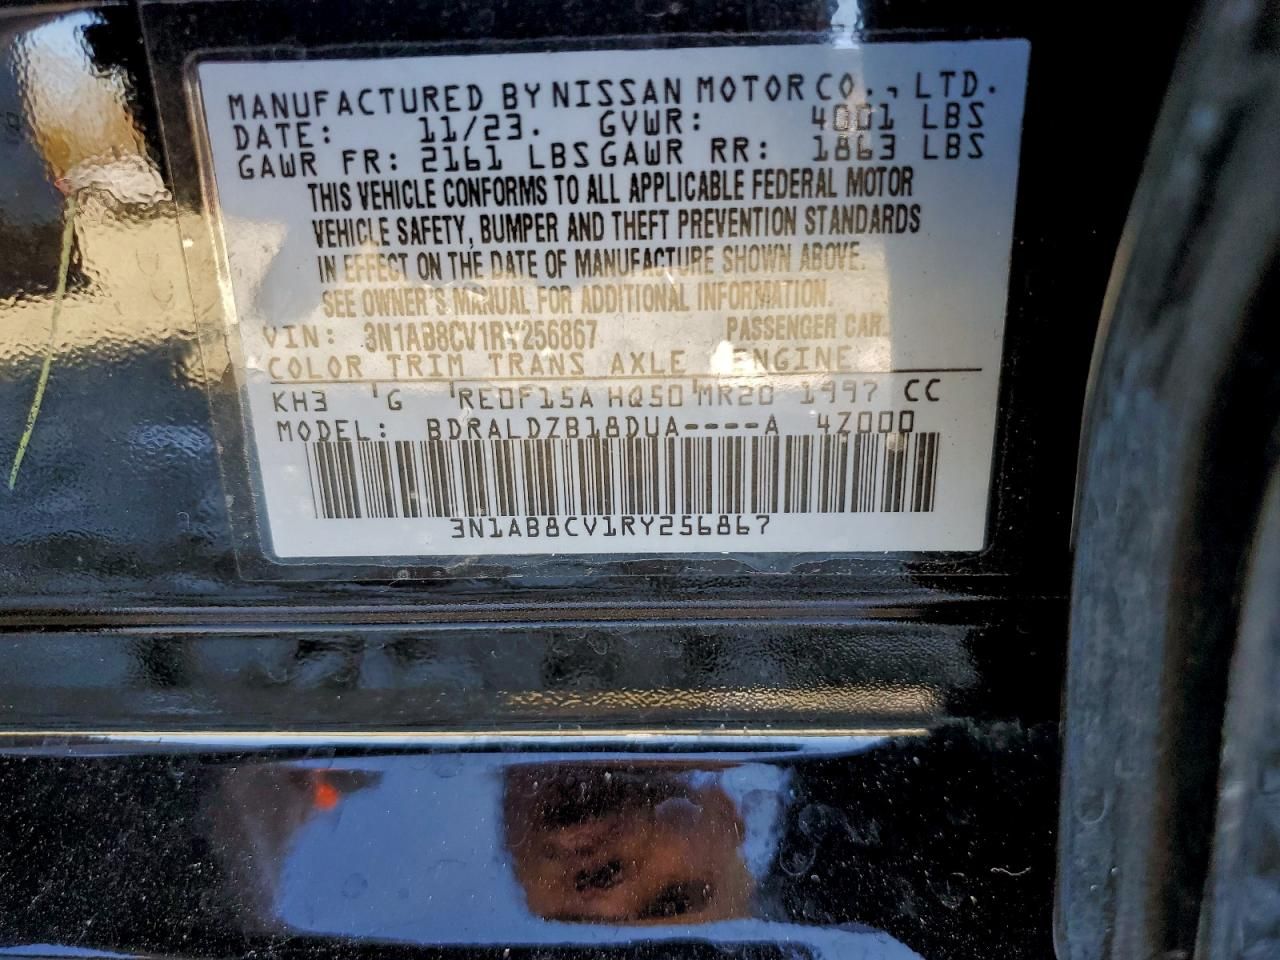 MANUFACTURED BY NISSAN MOTOR CO., LTD.
DATE: 11/23. GVWR: 4001 LBS
GAWR FR: 2161 LBS GAWR RR: 1863 LBS
THIS VEHICLE CONFORMS TO ALL APPLICABLE FEDERAL MOTOR
VEHICLE SAFETY, BUMPER AND THEFT PREVENTION STANDARDS
IN EFFECT ON THE DATE OF MANUFACTURE SHOWN ABOVE.
SEE OWNER'S MANUAL FOR ADDITIONAL INFORMATION.
VIN: 3N1AB8CV1RY256867 PASSENGER CAR
COLOR TRIM TRANS AXLE ENGINE
KH3 'G 'RE0F15A HQ50'MR20 1997 CC
MODEL: BDRALDZB18DUA----A 4Z000
3N1AB8CV1RY256867